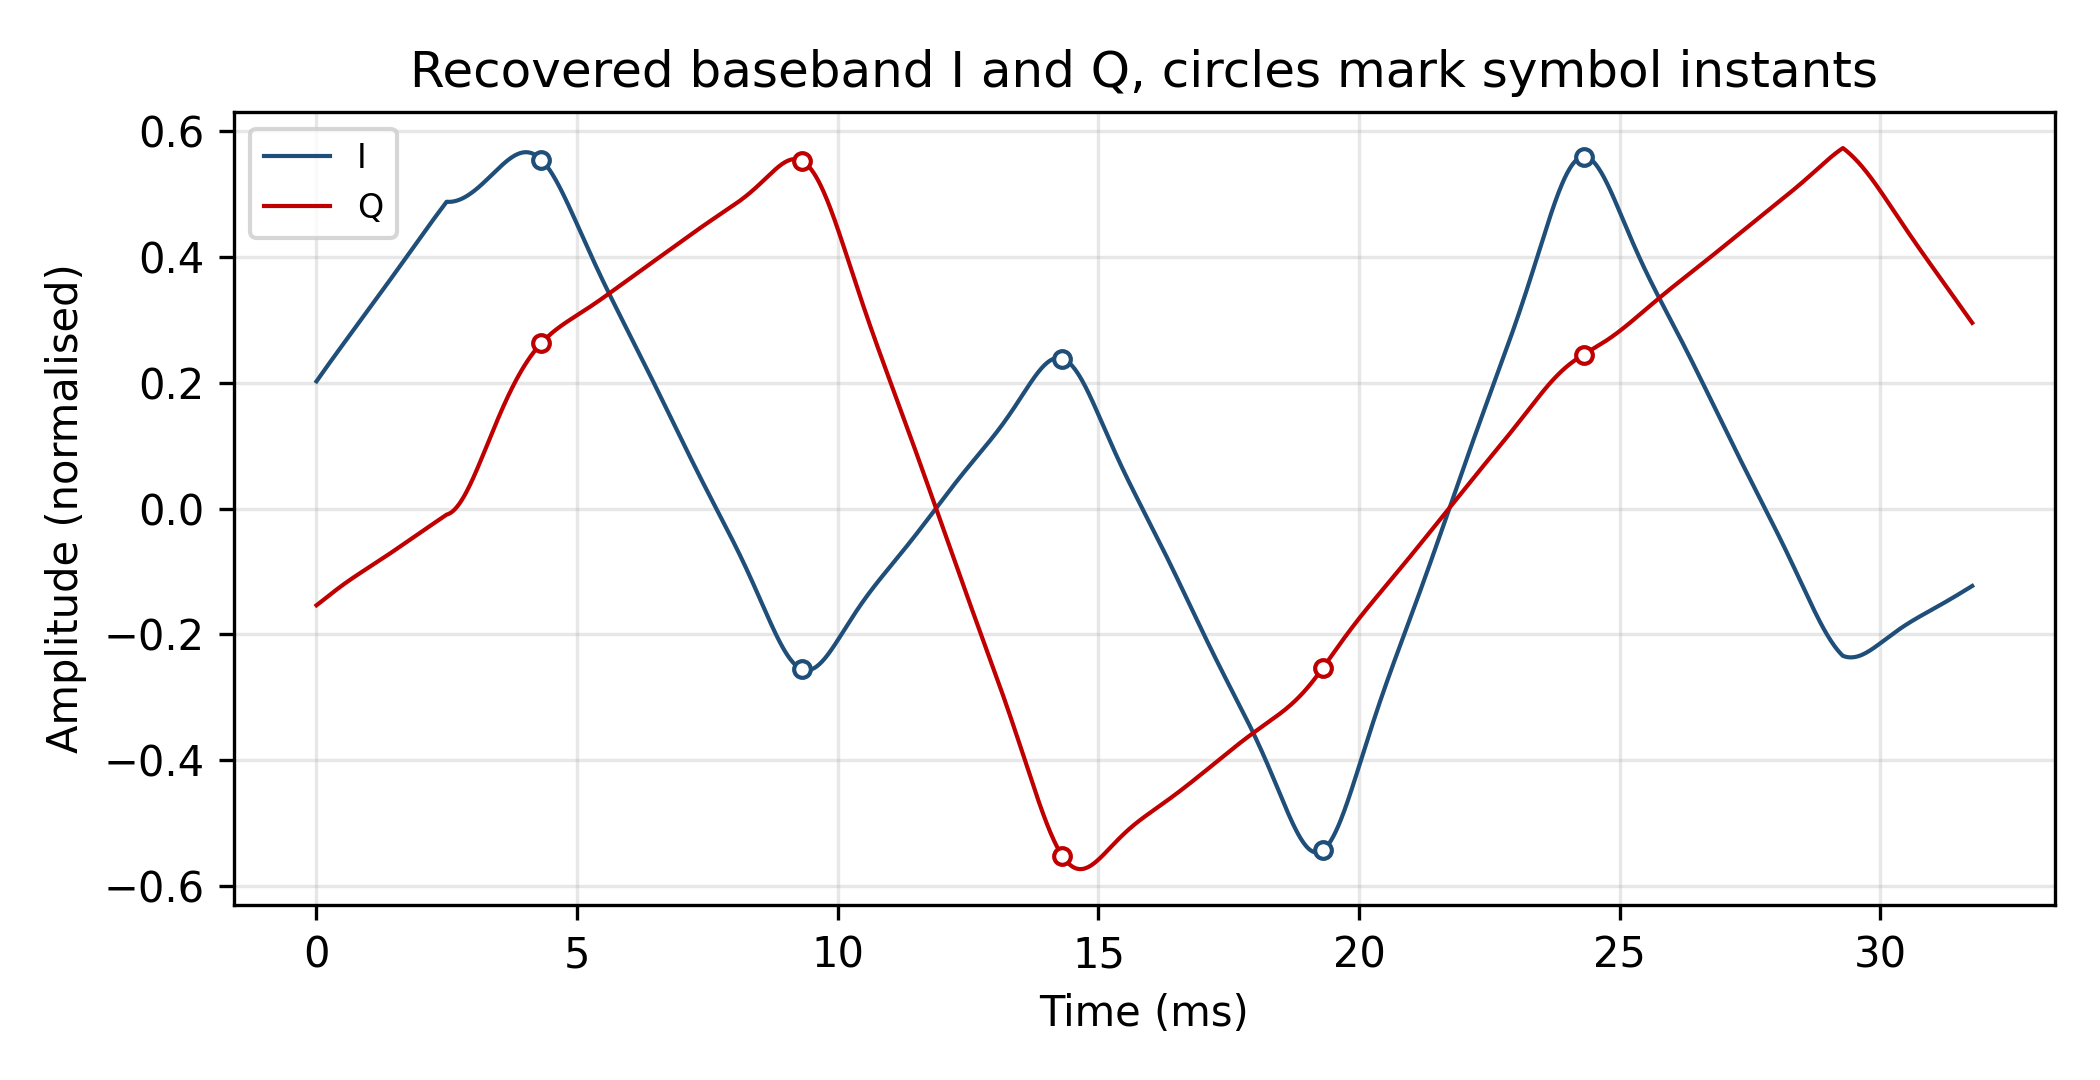 Recovered baseband I and Q, circles mark symbol instants
I
Q
Amplitude (normalised)
0.6
0.4
0.2
0.0
−0.2
−0.4
−0.6
0 5 10 15 20 25 30
Time (ms)